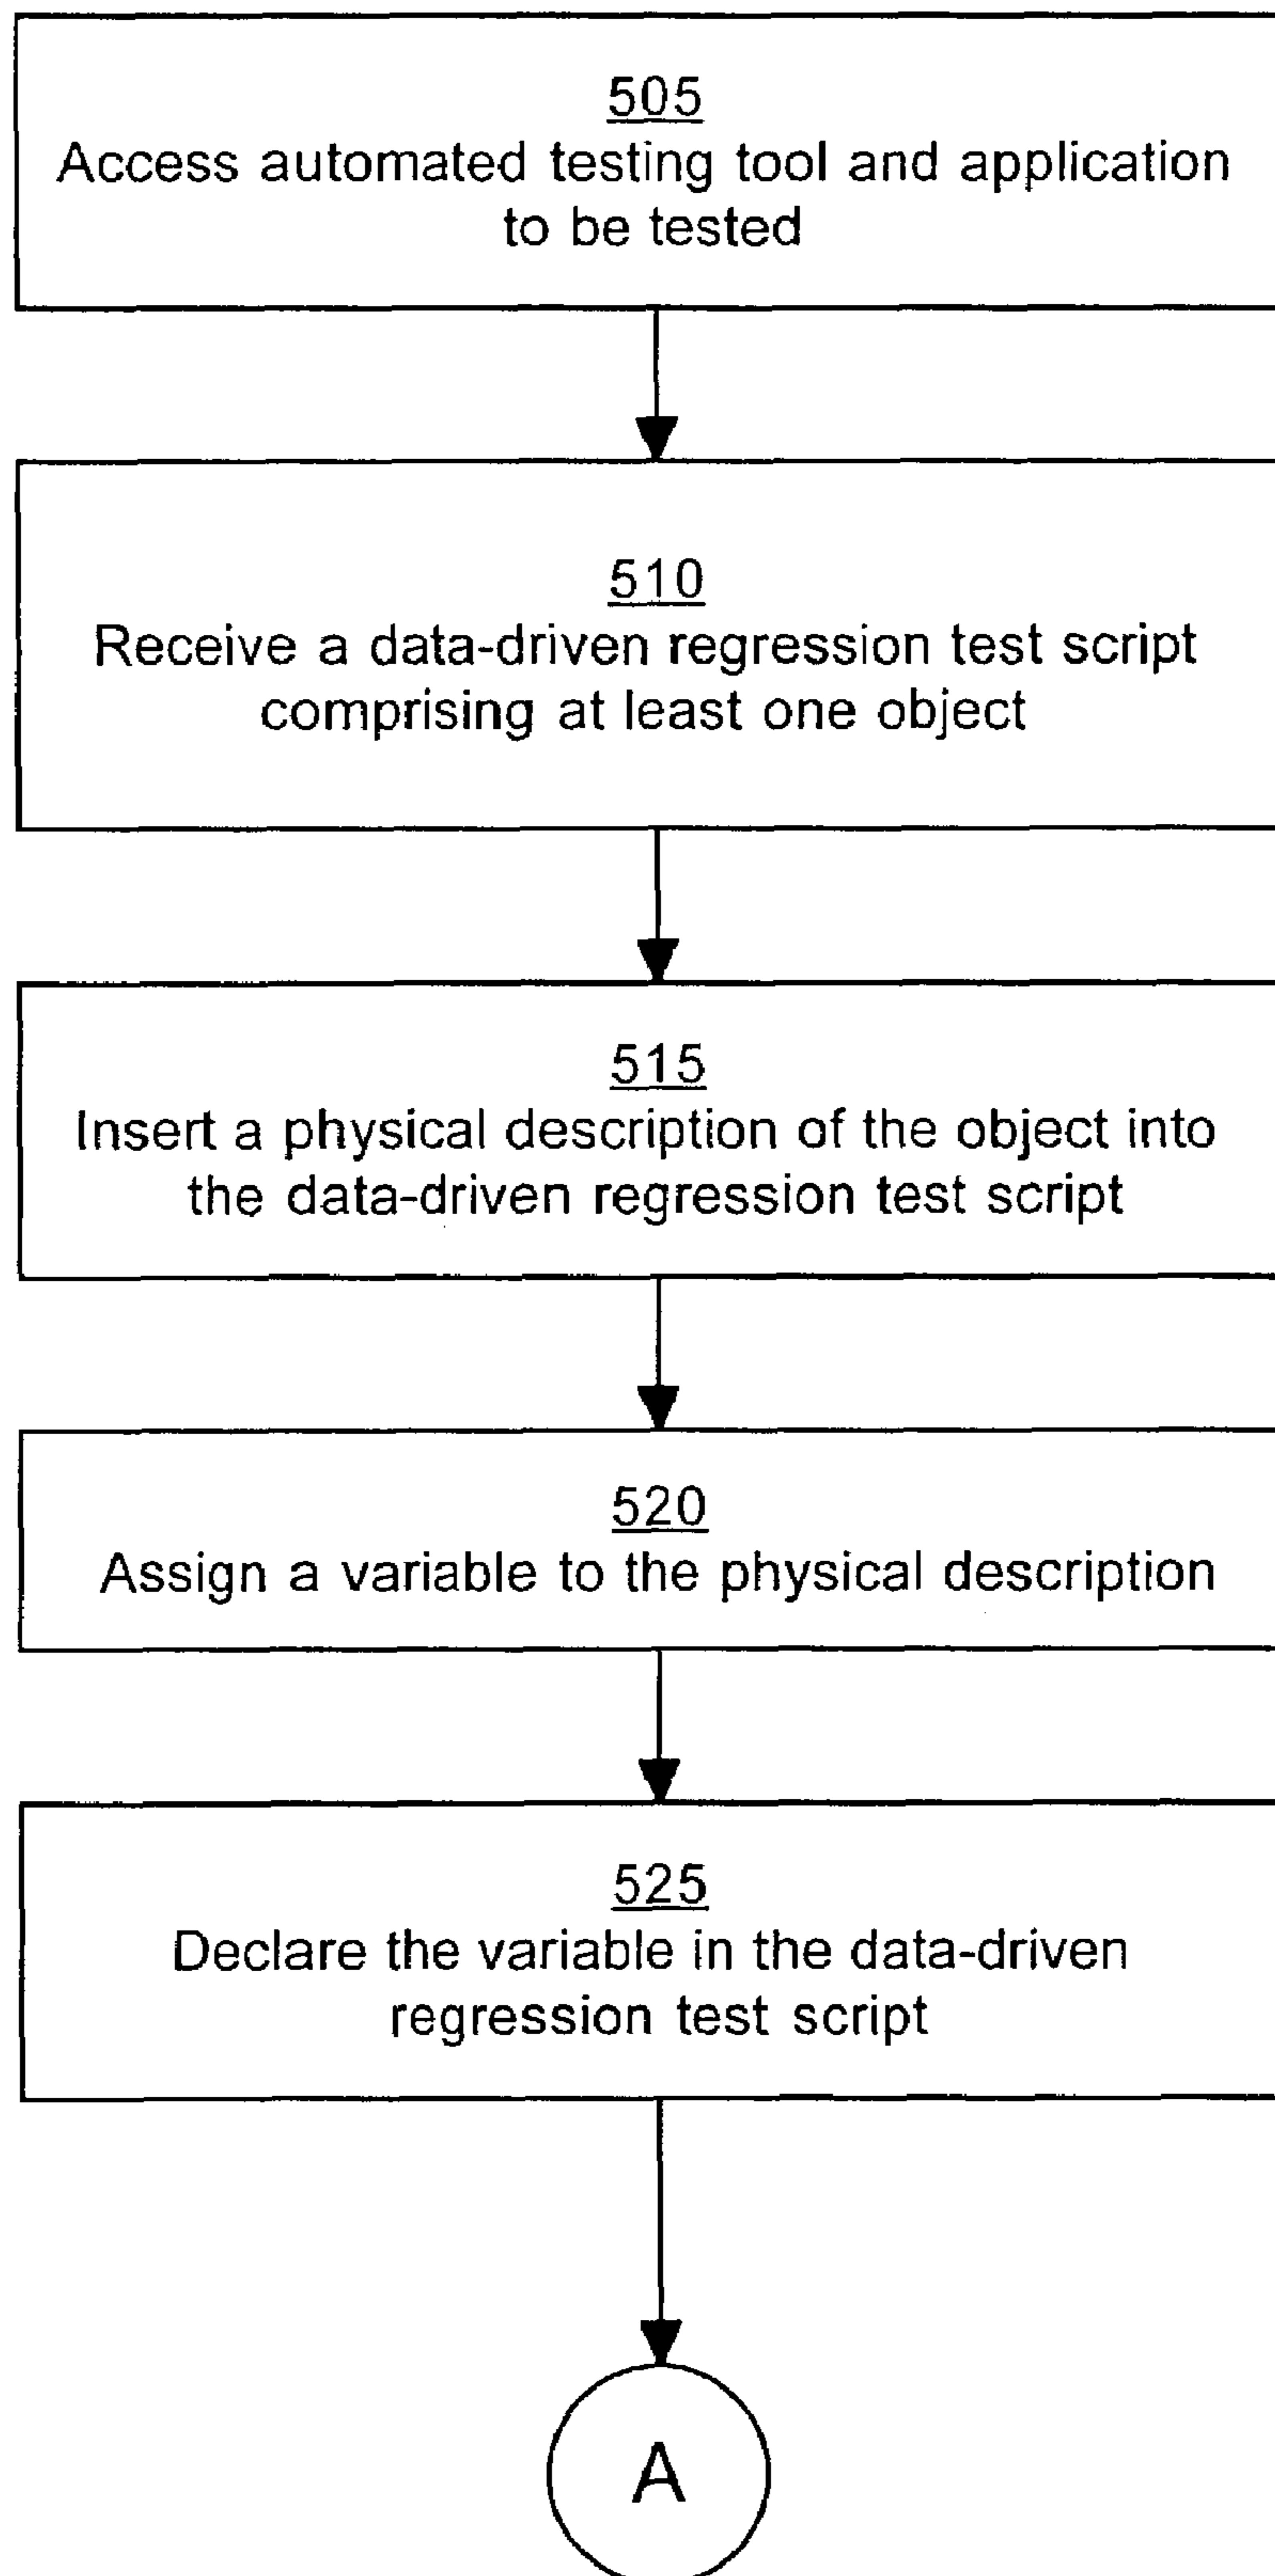 505
Access automated testing tool and application
to be tested
510
Receive a data-driven regression test script
comprising at least one object
515
Insert a physical description of the object into
the data-driven regression test script
520
Assign a variable to the physical description
525
Declare the variable in the data-driven
regression test script
A